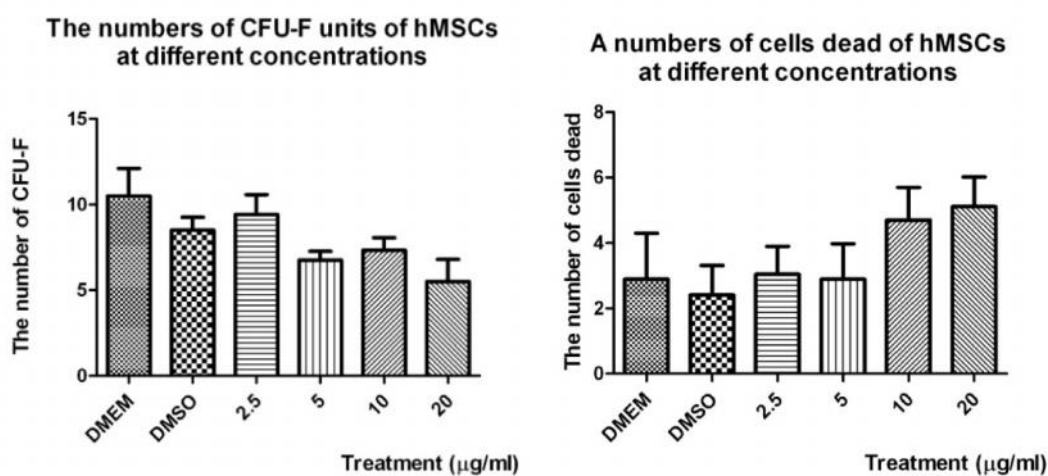 The numbers of CFU-F units of hMSCs
at different concentrations
The number of CFU-F
15
10
5
0
DMEM
DMSO
2.5
5
10
20
Treatment (μg/ml)
A numbers of cells dead of hMSCs
at different concentrations
The number of cells dead
8
6
4
2
0
DMEM
DMSO
2.5
5
10
20
Treatment (μg/ml)